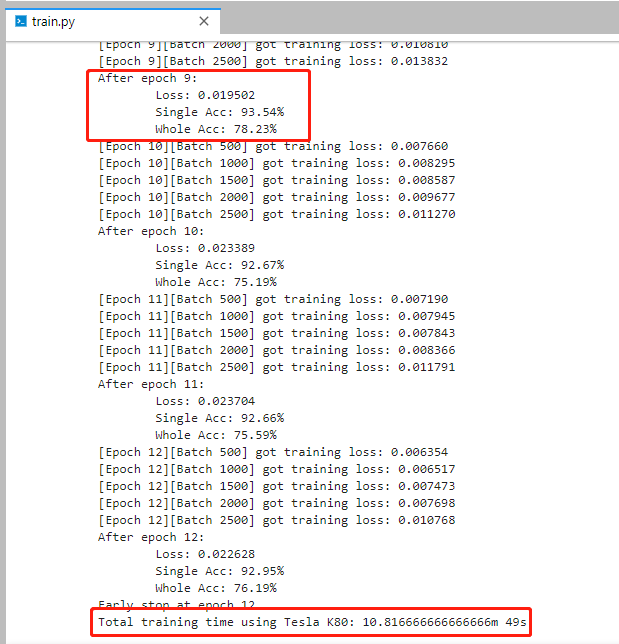 train.py
[Epoch 9][Batch 2000] got training loss: 0.010810
[Epoch 9][Batch 2500] got training loss: 0.013832
After epoch 9:
Loss: 0.019502
Single Acc: 93.54%
Whole Acc: 78.23%
[Epoch 10][Batch 500] got training loss: 0.007660
[Epoch 10][Batch 1000] got training loss: 0.008295
[Epoch 10][Batch 1500] got training loss: 0.008587
[Epoch 10][Batch 2000] got training loss: 0.009677
[Epoch 10][Batch 2500] got training loss: 0.011270
After epoch 10:
Loss: 0.023389
Single Acc: 92.67%
Whole Acc: 75.19%
[Epoch 11][Batch 500] got training loss: 0.007190
[Epoch 11][Batch 1000] got training loss: 0.007945
[Epoch 11][Batch 1500] got training loss: 0.007843
[Epoch 11][Batch 2000] got training loss: 0.008366
[Epoch 11][Batch 2500] got training loss: 0.011791
After epoch 11:
Loss: 0.023704
Single Acc: 92.66%
Whole Acc: 75.59%
[Epoch 12][Batch 500] got training loss: 0.006354
[Epoch 12][Batch 1000] got training loss: 0.006517
[Epoch 12][Batch 1500] got training loss: 0.007473
[Epoch 12][Batch 2000] got training loss: 0.007698
[Epoch 12][Batch 2500] got training loss: 0.010768
After epoch 12:
Loss: 0.022628
Single Acc: 92.95%
Whole Acc: 76.19%
Early stop at epoch 12
Total training time using Tesla K80: 10.816666666666666m 49s